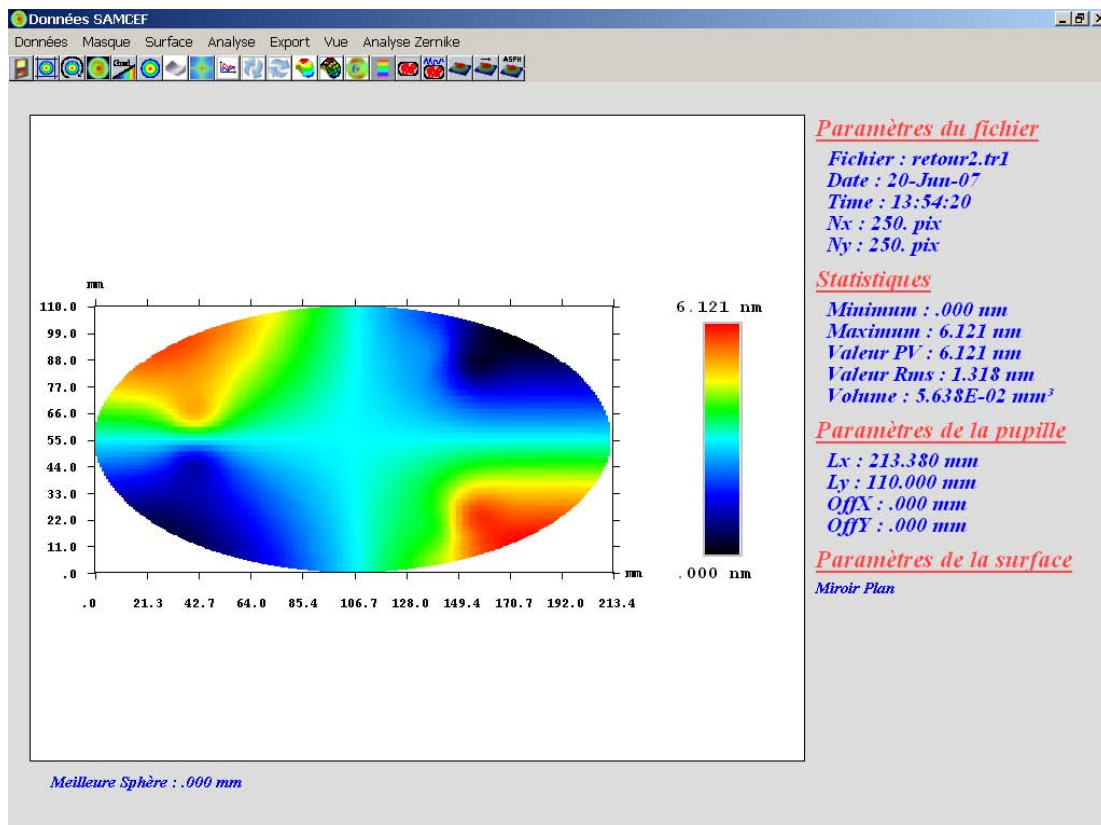 Données SAMCEF
Données Masque Surface Analyse Export Vue Analyse Zernike
Grad
ASPH
mm
110.0
99.0
88.0
77.0
66.0
55.0
44.0
33.0
22.0
11.0
.0
mm
.0 21.3 42.7 64.0 85.4 106.7 128.0 149.4 170.7 192.0 213.4
6.121 nm
.000 nm
Paramètres du fichier
Fichier : retour2.tr1
Date : 20-Jun-07
Time : 13:54:20
Nx : 250. pix
Ny : 250. pix
Statistiques
Minimum : .000 nm
Maximum : 6.121 nm
Valeur PV : 6.121 nm
Valeur Rms : 1.318 nm
Volume : 5.638E-02 mm³
Paramètres de la pupille
Lx : 213.380 mm
Ly : 110.000 mm
OffX : .000 mm
OffY : .000 mm
Paramètres de la surface
Miroir Plan
Meilleure Sphère : .000 mm